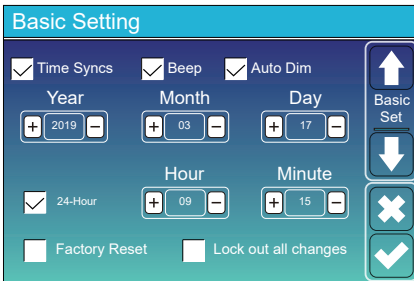 Basic Setting
Time Syncs Beep Auto Dim
Year Month Day
+ 2019 − + 03 − + 17 −
Basic
Set
Hour Minute
24-Hour + 09 − + 15 −
Factory Reset Lock out all changes